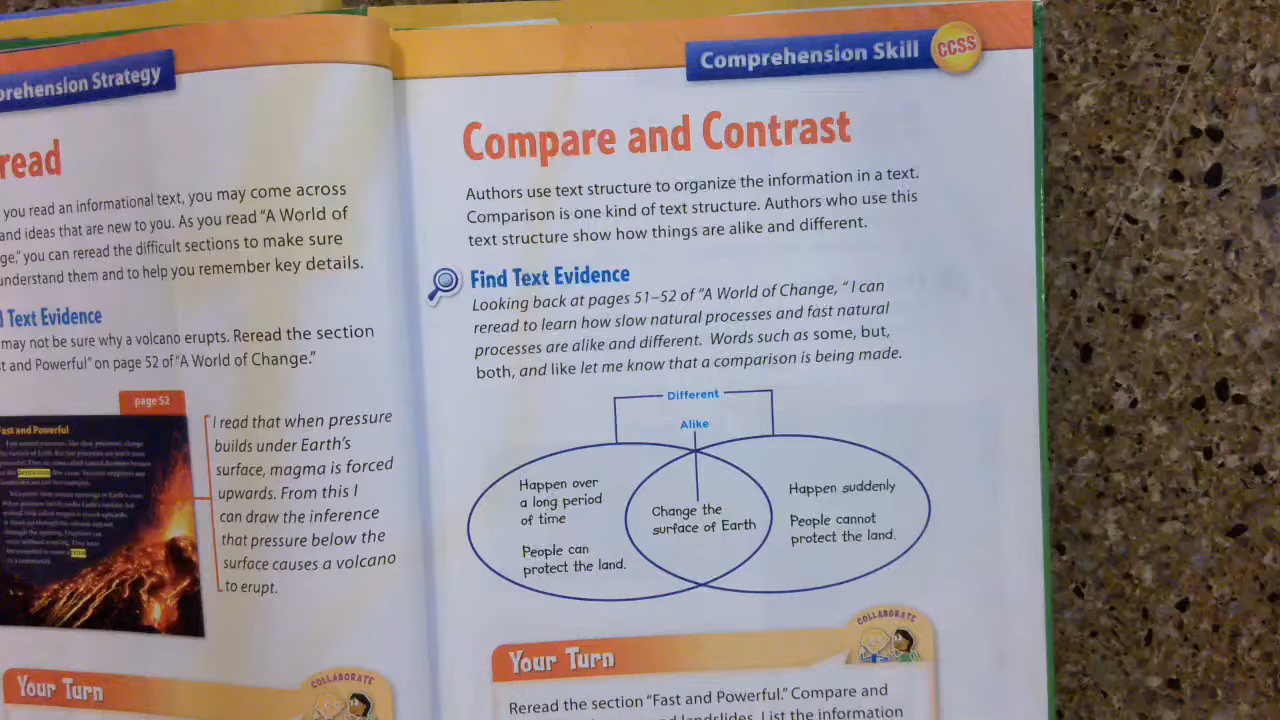 prehension Strategy
read
you read an informational text, you may come across
and ideas that are new to you. As you read "A World of
ge," you can reread the difficult sections to make sure
understand them and to help you remember key details.
Text Evidence
may not be sure why a volcano erupts. Reread the section
st and Powerful" on page 52 of "A World of Change."
page 52
Fast and Powerful
I read that when pressure
builds under Earth's
surface, magma is forced
upwards. From this I
can draw the inference
that pressure below the
surface causes a volcano
to erupt.
Your Turn
COLLABORATE
Comprehension Skill
CCSS
Compare and Contrast
Authors use text structure to organize the information in a text.
Comparison is one kind of text structure. Authors who use this
text structure show how things are alike and different.
Find Text Evidence
Looking back at pages 51–52 of "A World of Change, " I can
reread to learn how slow natural processes and fast natural
processes are alike and different. Words such as some, but,
both, and like let me know that a comparison is being made.
Different
Alike
Happen over
a long period
of time
People can
protect the land.
Change the
surface of Earth
Happen suddenly
People cannot
protect the land.
COLLABORATE
Your Turn
Reread the section "Fast and Powerful." Compare and
landslides. List the information